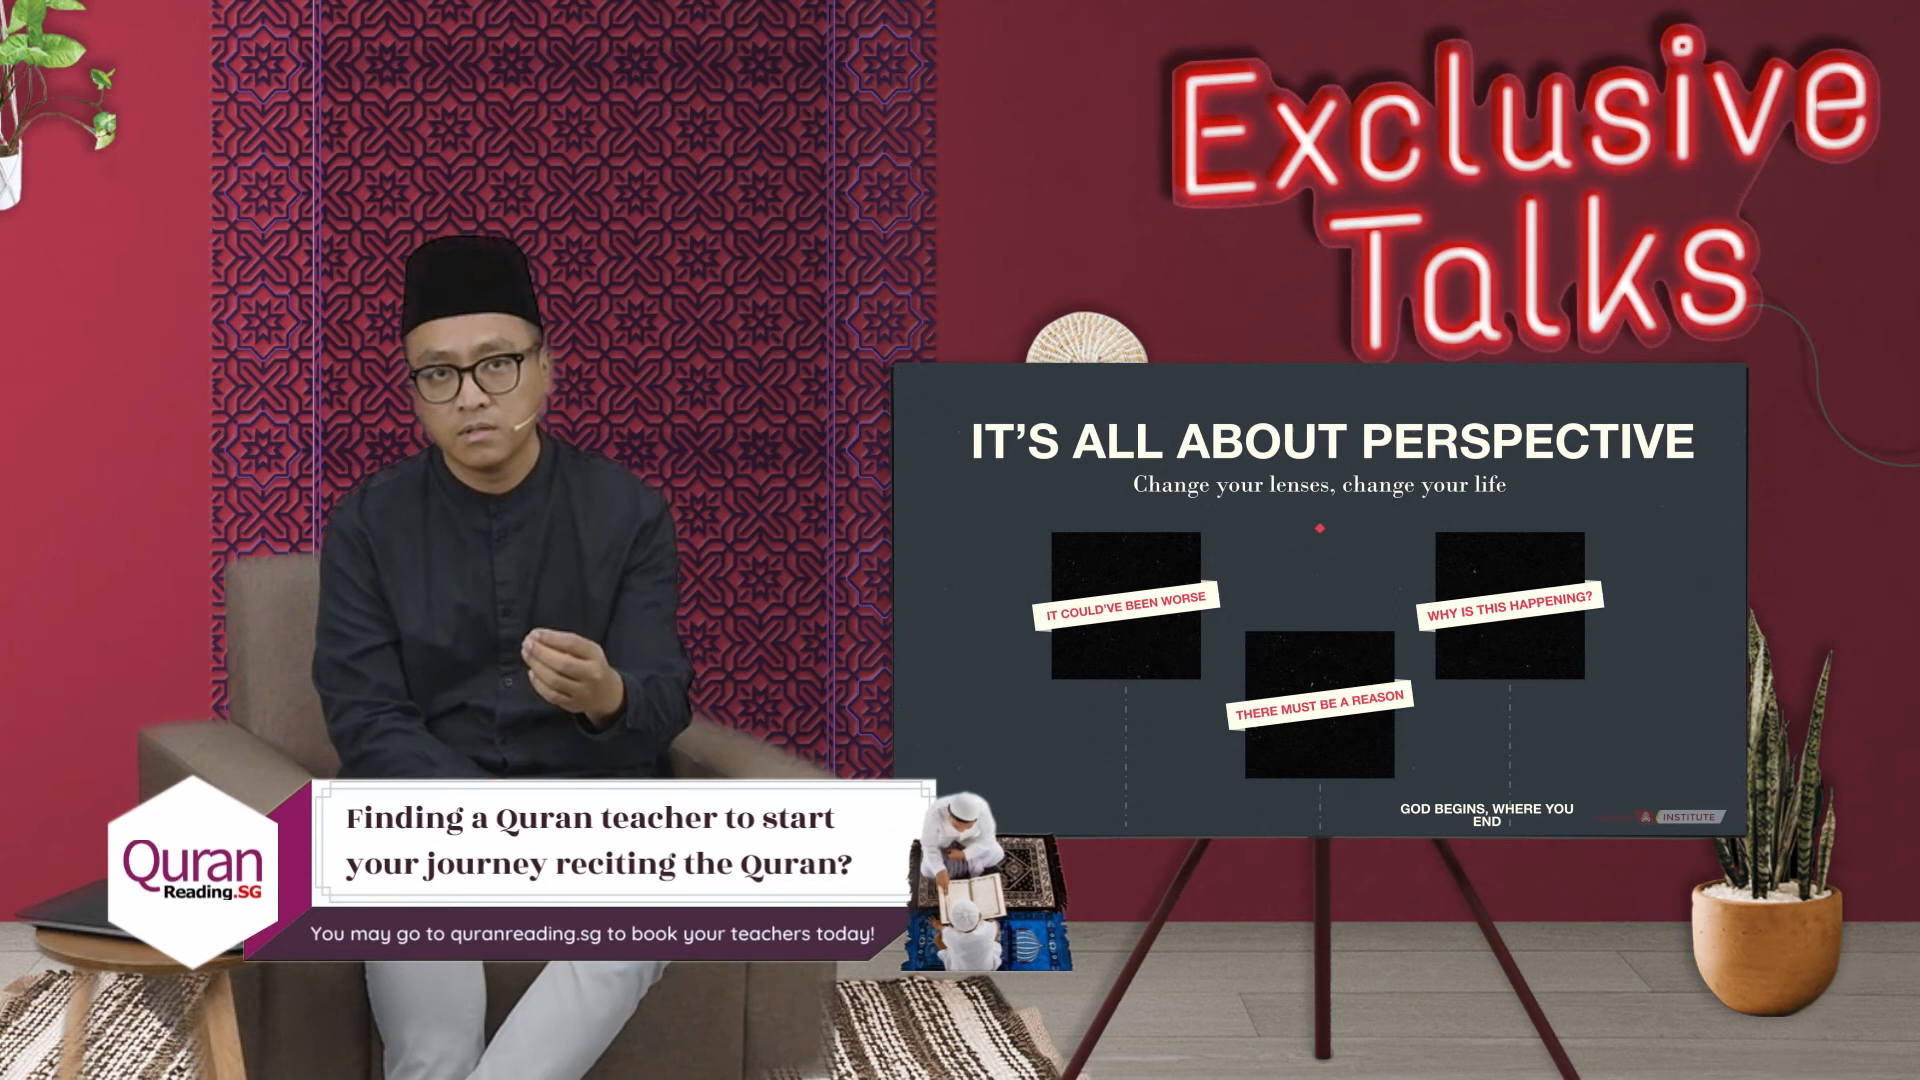 Exclusive
Talks
IT'S ALL ABOUT PERSPECTIVE
Change your lenses, change your life
IT COULD'VE BEEN WORSE
WHY IS THIS HAPPENING?
THERE MUST BE A REASON
GOD BEGINS, WHERE YOU
END
INSTITUTE
Finding a Quran teacher to start
your journey reciting the Quran?
Quran
Reading.SG
You may go to quranreading.sg to book your teachers today!